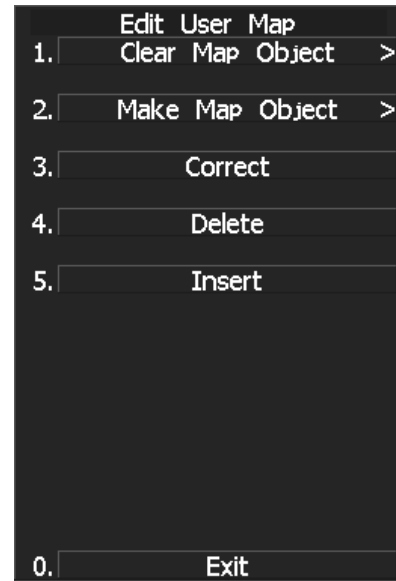 Edit User Map
1. Clear Map Object >
2. Make Map Object >
3. Correct
4. Delete
5. Insert
0. Exit